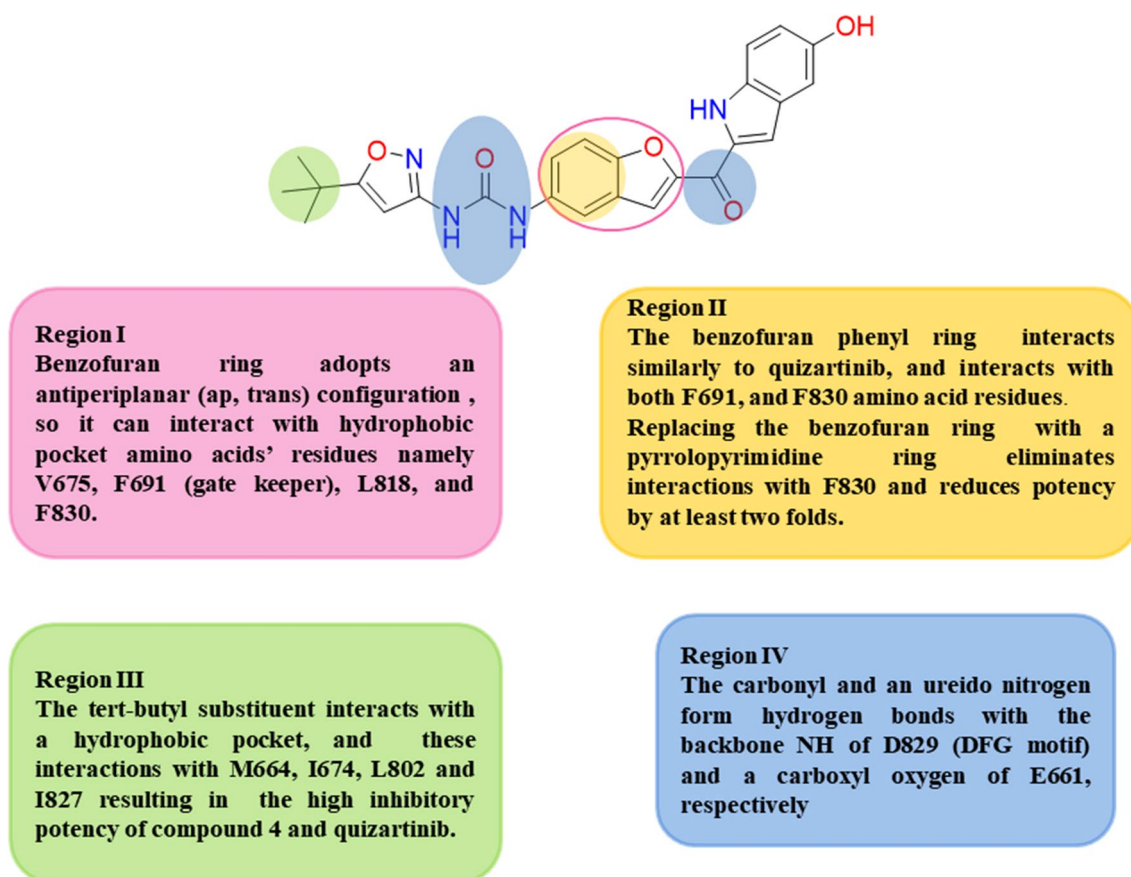 OH
HN
O
O
N
O
N
H
N
H
O
Region I
Benzofuran ring adopts an
antiperiplanar (ap, trans) configuration ,
so it can interact with hydrophobic
pocket amino acids’ residues namely
V675, F691 (gate keeper), L818, and
F830.
Region II
The benzofuran phenyl ring interacts
similarly to quizartinib, and interacts with
both F691, and F830 amino acid residues.
Replacing the benzofuran ring with a
pyrrolopyrimidine ring eliminates
interactions with F830 and reduces potency
by at least two folds.
Region III
The tert-butyl substituent interacts with
a hydrophobic pocket, and these
interactions with M664, I674, L802 and
I827 resulting in the high inhibitory
potency of compound 4 and quizartinib.
Region IV
The carbonyl and an ureido nitrogen
form hydrogen bonds with the
backbone NH of D829 (DFG motif)
and a carboxyl oxygen of E661,
respectively